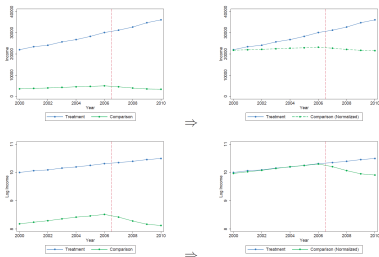 40000
30000
20000
10000
0
Income
2000 2002 2004 2006 2008 2010
Year
Treatment Comparison
⇒
40000
30000
20000
10000
0
Income
2000 2002 2004 2006 2008 2010
Year
Treatment Comparison (Normalized)
11
10
9
8
Log Income
2000 2002 2004 2006 2008 2010
Year
Treatment Comparison
⇒
11
10
9
8
Log Income
2000 2002 2004 2006 2008 2010
Year
Treatment Comparison (Normalized)